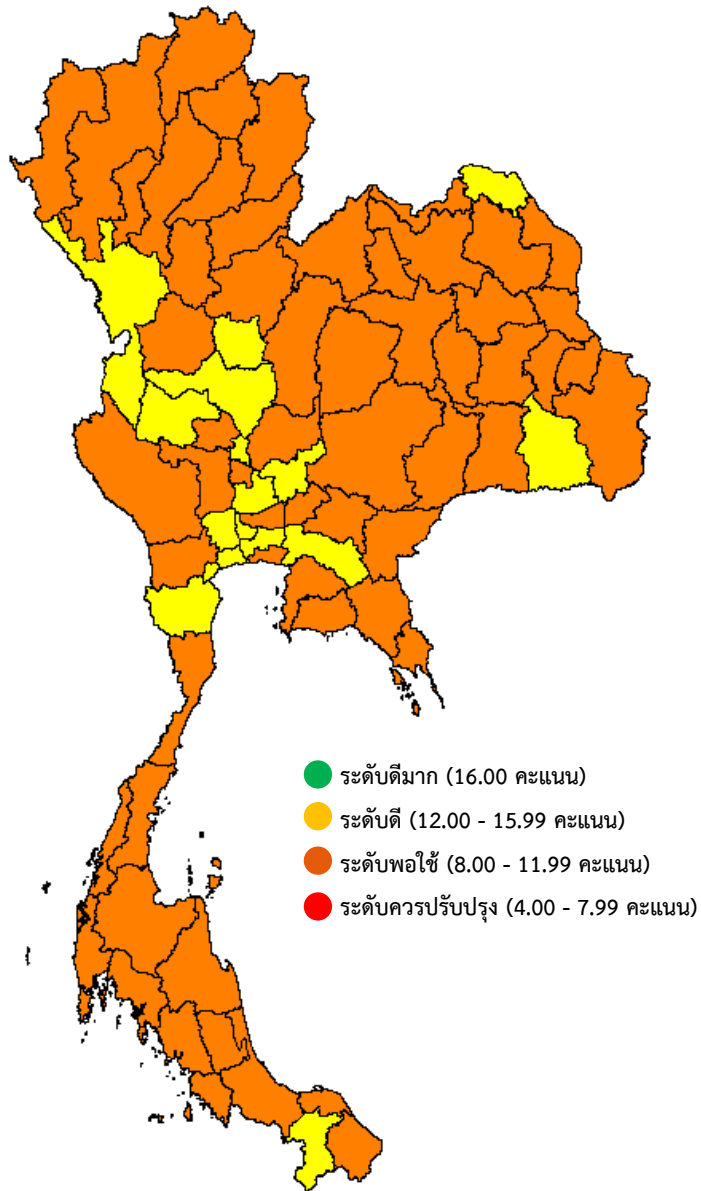 ระดับดีมาก (16.00 คะแนน)
ระดับดี (12.00 - 15.99 คะแนน)
ระดับพอใช้ (8.00 - 11.99 คะแนน)
ระดับควรปรับปรุง (4.00 - 7.99 คะแนน)